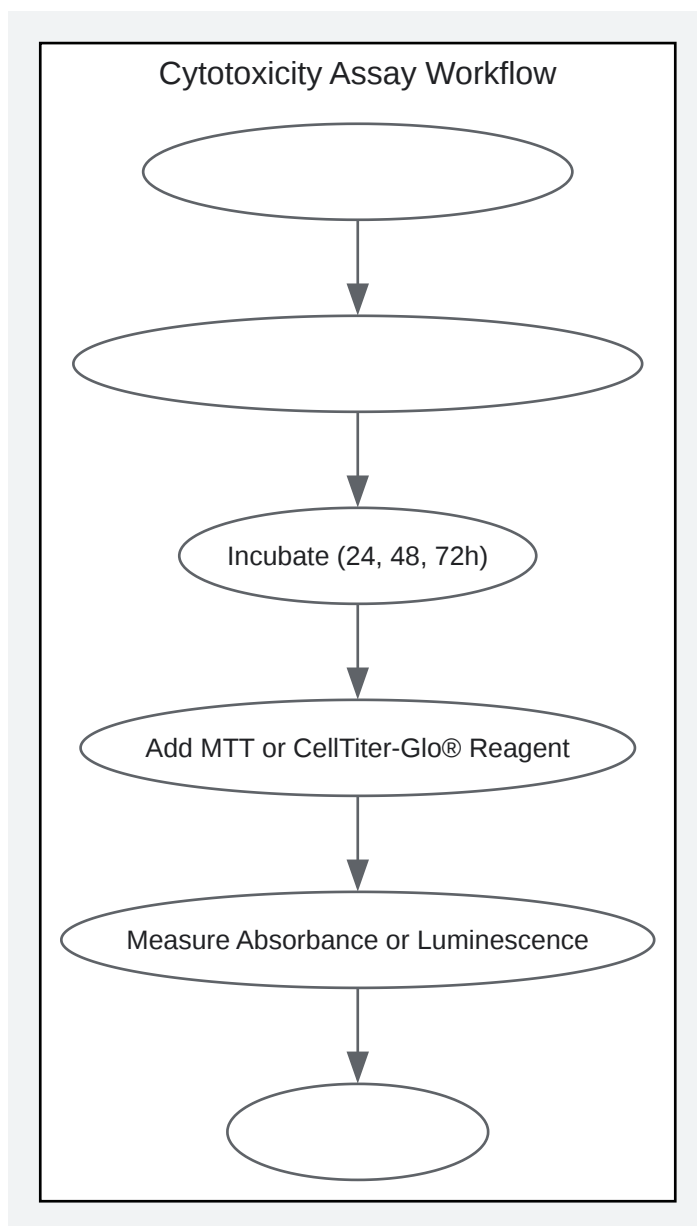 Cytotoxicity Assay Workflow
Incubate (24, 48, 72h)
Add MTT or CellTiter-Glo® Reagent
Measure Absorbance or Luminescence